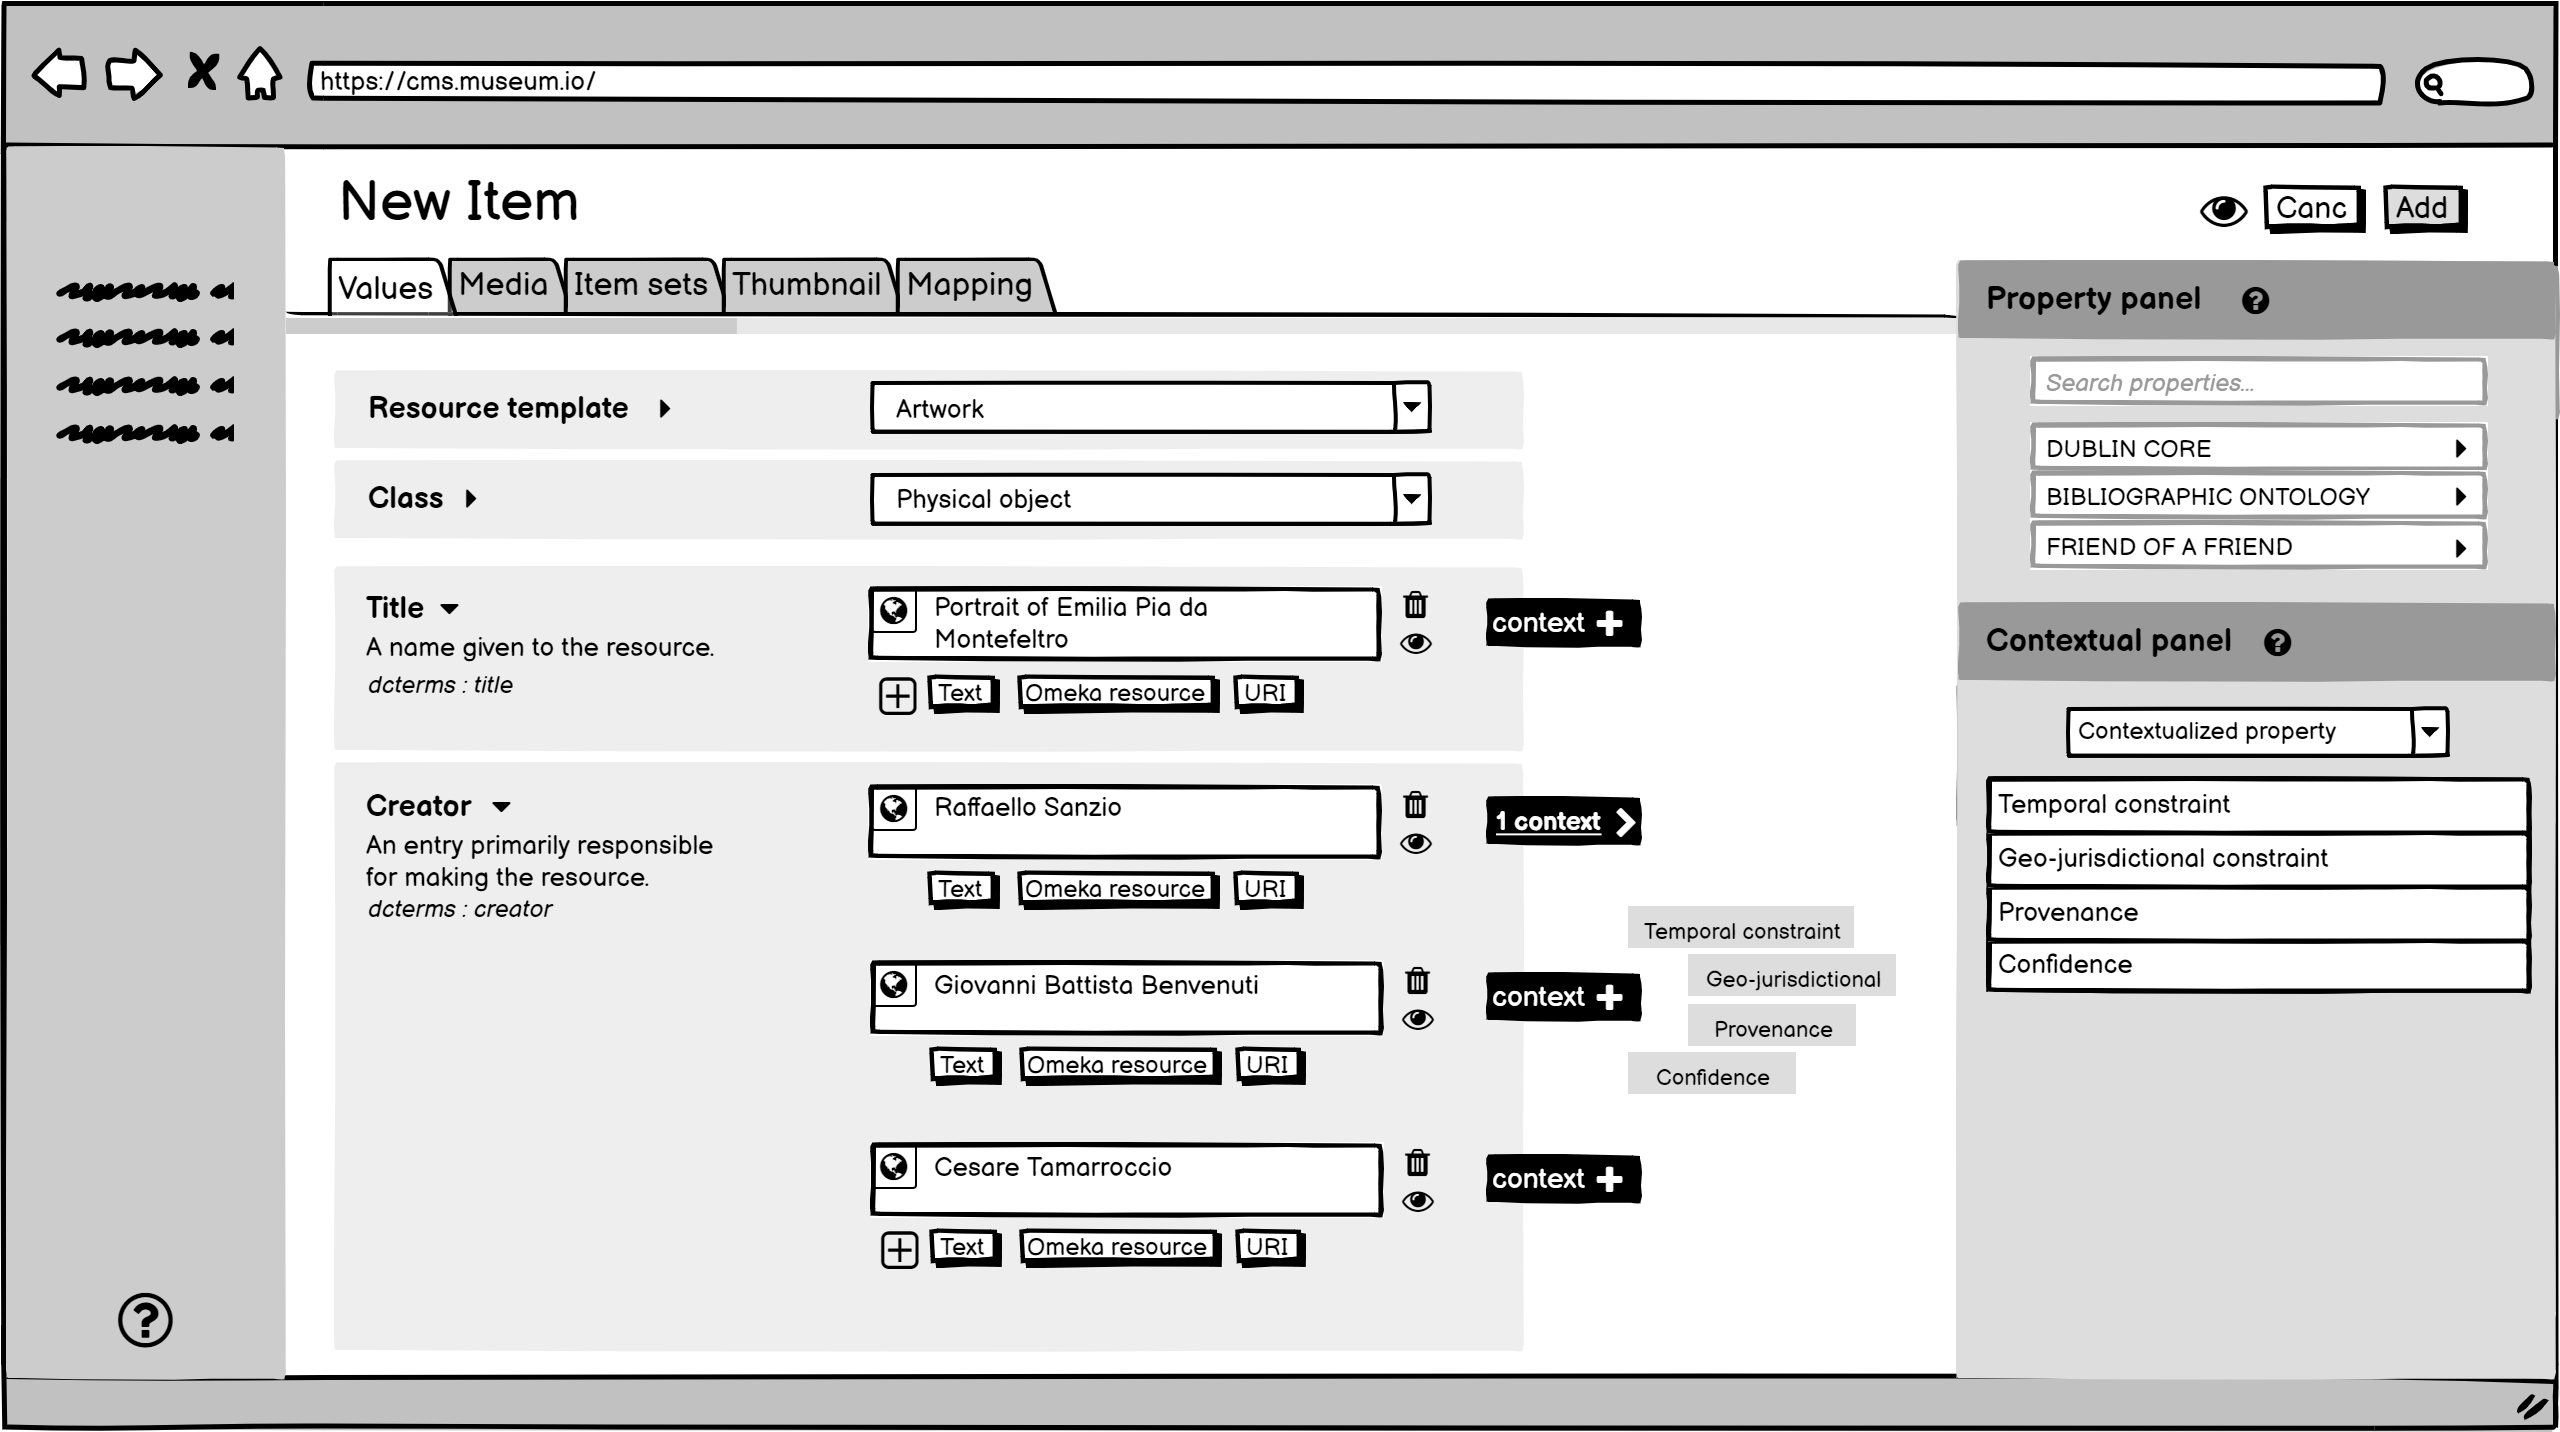 https://cms.museum.io/
New Item
Canc
Add
Values
Media
Item sets
Thumbnail
Mapping
Resource template
Artwork
Class
Physical object
Title
A name given to the resource.
dcterms : title
Portrait of Emilia Pia da
Montefeltro
context
Text
Omeka resource
URI
Creator
An entry primarily responsible
for making the resource.
dcterms : creator
Raffaello Sanzio
1 context
Text
Omeka resource
URI
Giovanni Battista Benvenuti
context
Text
Omeka resource
URI
Temporal constraint
Geo-jurisdictional
Provenance
Confidence
Cesare Tamarroccio
context
Text
Omeka resource
URI
Property panel
Search properties...
DUBLIN CORE
BIBLIOGRAPHIC ONTOLOGY
FRIEND OF A FRIEND
Contextual panel
Contextualized property
Temporal constraint
Geo-jurisdictional constraint
Provenance
Confidence